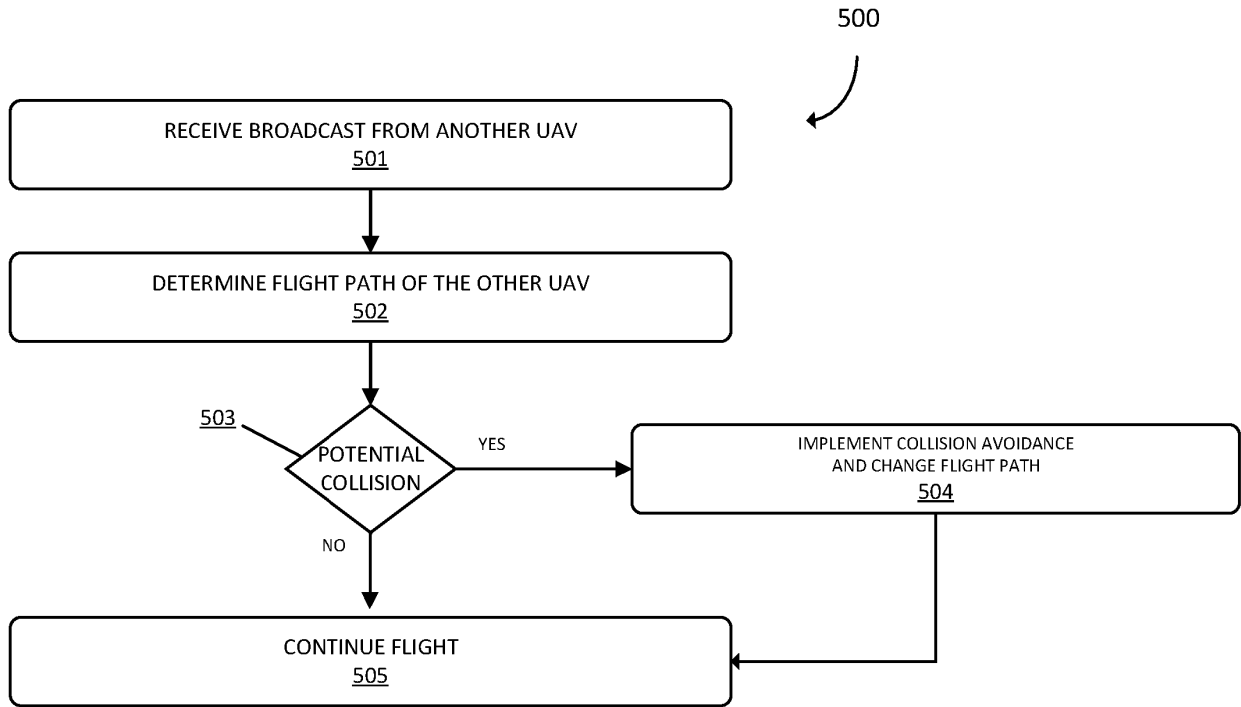 500
RECEIVE BROADCAST FROM ANOTHER UAV
501
DETERMINE FLIGHT PATH OF THE OTHER UAV
502
503
POTENTIAL
COLLISION
YES
IMPLEMENT COLLISION AVOIDANCE
AND CHANGE FLIGHT PATH
504
NO
CONTINUE FLIGHT
505